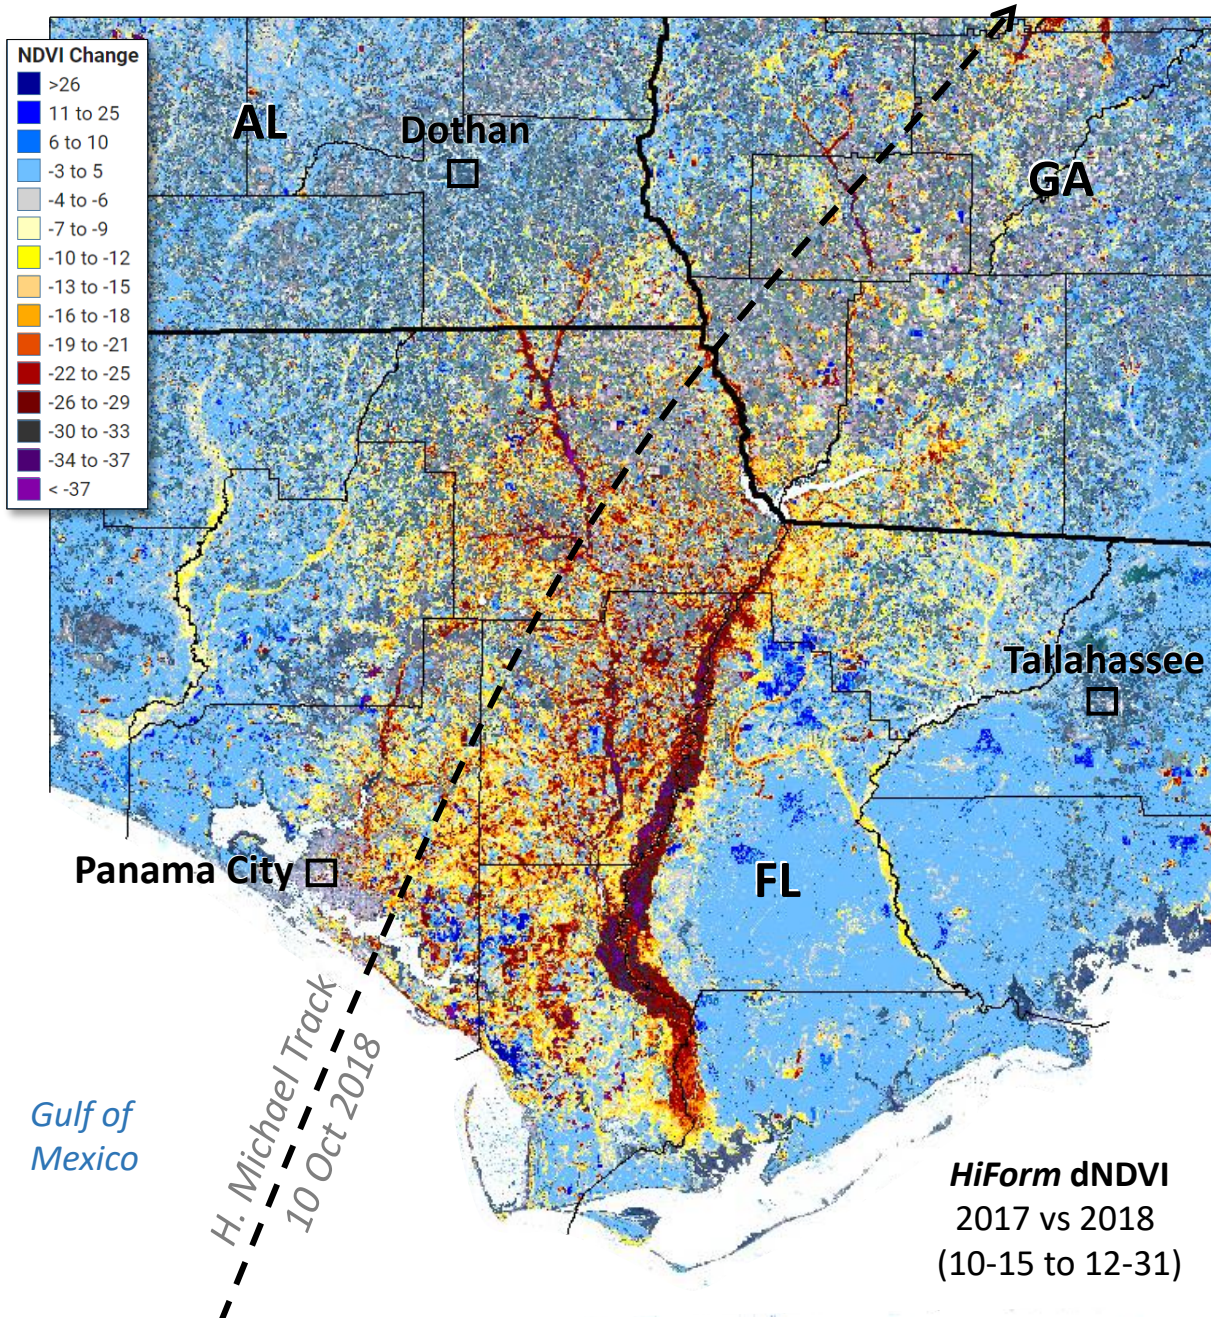 NDVI Change
>26
11 to 25
6 to 10
-3 to 5
-4 to -6
-7 to -9
-10 to -12
-13 to -15
-16 to -18
-19 to -21
-22 to -25
-26 to -29
-30 to -33
-34 to -37
< -37
AL
Dothan
GA
Tallahassee
Panama City
FL
H. Michael Track
10 Oct 2018
Gulf of
Mexico
HiForm dNDVI
2017 vs 2018
(10-15 to 12-31)